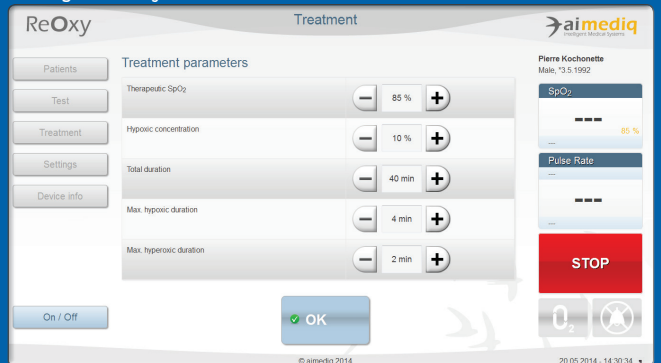 ReOxy
Treatment
aimediq
Intelligent Medical Systems
Patients
Test
Treatment
Settings
Device info
On / Off
Treatment parameters
Therapeutic SpO₂
85 %
Hypoxic concentration
10 %
Total duration
40 min
Max. hypoxic duration
4 min
Max. hyperoxic duration
2 min
OK
Pierre Kochonette
Male, *3.5.1992
SpO₂
---
85 %
---
Pulse Rate
---
---
---
STOP
O₂
© aimediq 2014
20.05.2014 - 14:30:34